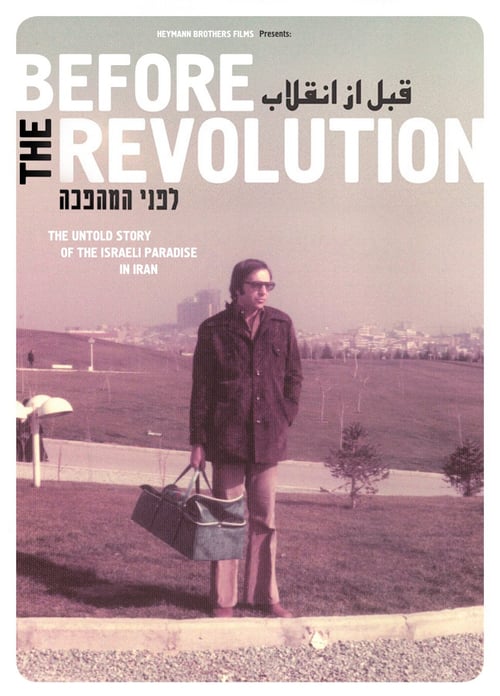 HEYMANN BROTHERS FILMS Presents:
BEFORE
قبل از انقلاب
THE REVOLUTION
לפני המהפכה
THE UNTOLD STORY
OF THE ISRAELI PARADISE
IN IRAN